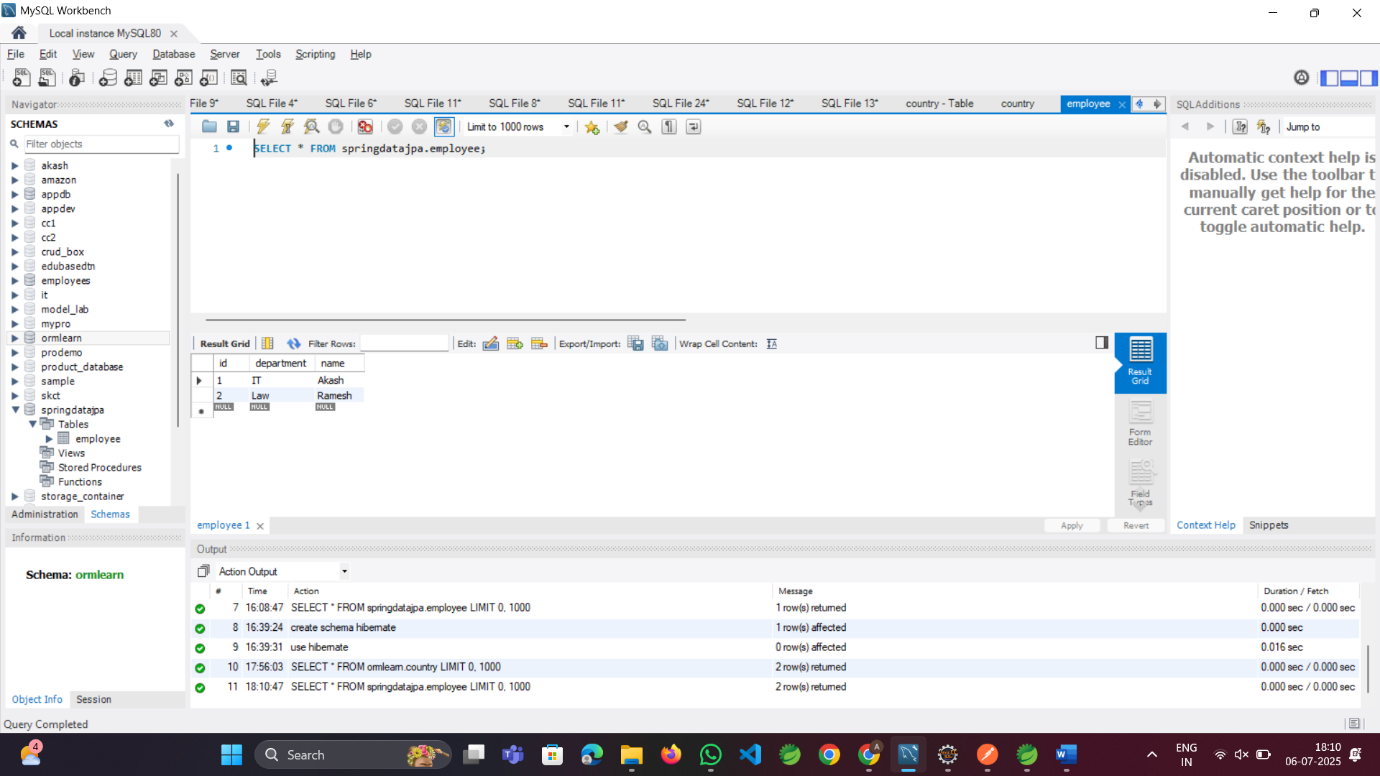 MySQL Workbench
Local instance MySQL80
File Edit View Query Database Server Tools Scripting Help
Navigator
SCHEMAS
Filter objects
akash
amazon
appdb
appdev
cc1
cc2
crud_box
edubasedtn
employees
it
model_lab
mypro
ormlearn
prodemo
product_database
sample
skct
springdatajpa
Tables
employee
Views
Stored Procedures
Functions
storage_container
Administration Schemas
Information
Schema: ormlearn
Object Info Session
Query Completed
File 9* SQL File 4* SQL File 6* SQL File 11* SQL File 8* SQL File 11* SQL File 24* SQL File 12* SQL File 13* country - Table country employee
Limit to 1000 rows
1 SELECT * FROM springdatajpa.employee;
Result Grid Filter Rows: Edit: Export/Import: Wrap Cell Content:
id department name
1 IT Akash
2 Law Ramesh
NULL NULL NULL
Result
Grid
Form
Editor
Field
Types
employee 1 Apply Revert
Output
Action Output
# Time Action Message Duration / Fetch
7 16:08:47 SELECT * FROM springdatajpa.employee LIMIT 0, 1000 1 row(s) returned 0.000 sec / 0.000 sec
8 16:39:24 create schema hibernate 1 row(s) affected 0.000 sec
9 16:39:31 use hibernate 0 row(s) affected 0.016 sec
10 17:56:03 SELECT * FROM ormlearn.country LIMIT 0, 1000 2 row(s) returned 0.000 sec / 0.000 sec
11 18:10:47 SELECT * FROM springdatajpa.employee LIMIT 0, 1000 2 row(s) returned 0.000 sec / 0.000 sec
SQLAdditions
Jump to
Automatic context help is
disabled. Use the toolbar t
manually get help for the
current caret position or to
toggle automatic help.
Context Help Snippets
4
Search
ENG
IN
18:10
06-07-2025